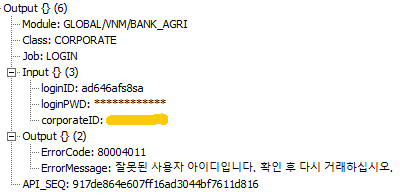 Output {} (6)
Module: GLOBAL/VNM/BANK_AGRI
Class: CORPORATE
Job: LOGIN
Input {} (3)
loginID: ad646afs8sa
loginPWD: ************
corporateID:
Output {} (2)
ErrorCode: 80004011
ErrorMessage: 잘못된 사용자 아이디입니다. 확인 후 다시 거래하십시오.
API_SEQ: 917de864e607ff16ad3044bf7611d816